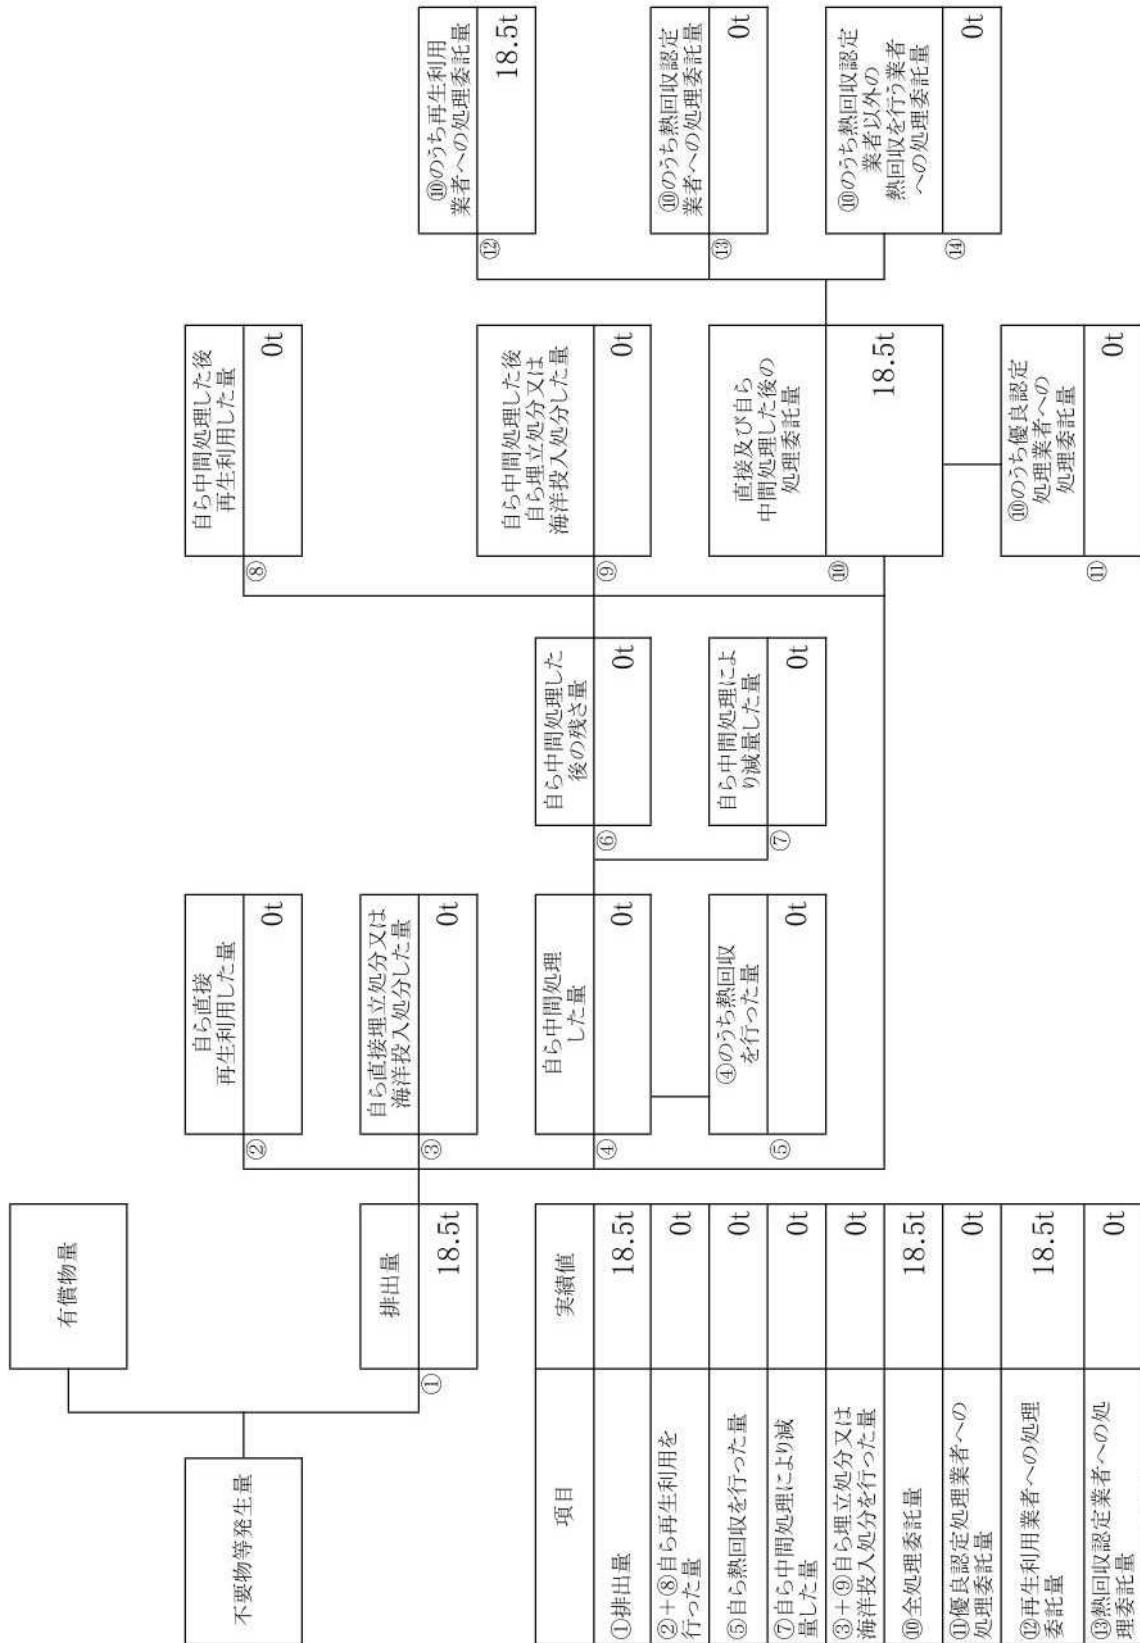 不要物等発生量
有償物量
排出量
①
18.5t
自ら直接
再生利用した量
②
0t
自ら直接埋立処分又は
海洋投入処分した量
③
0t
自ら中間処理
した量
④
0t
④のうち熱回収
を行った量
⑤
0t
自ら中間処理した
後の残さ量
⑥
0t
自ら中間処理によ
り減量した量
⑦
0t
自ら中間処理した後
再生利用した量
⑧
0t
自ら中間処理した後
自ら埋立処分又は
海洋投入処分した量
⑨
0t
直接及び自ら
中間処理した後の
処理委託量
⑩
18.5t
⑩のうち優良認定
処理業者への
処理委託量
⑪
0t
⑩のうち再生利用
業者への処理委託量
⑫
18.5t
⑩のうち熱回収認定
業者への処理委託量
⑬
0t
⑩のうち熱回収認定
業者以外の
熱回収を行う業者
への処理委託量
⑭
0t
項目 実績値
①排出量 18.5t
②+⑧自ら再生利用を
行った量 0t
⑤自ら熱回収を行った量 0t
⑦自ら中間処理により減
量した量 0t
③+⑨自ら埋立処分又は
海洋投入処分を行った量 0t
⑩全処理委託量 18.5t
⑪優良認定処理業者への
処理委託量 0t
⑫再生利用業者への処理
委託量 18.5t
⑬熱回収認定業者への処
理委託量 0t